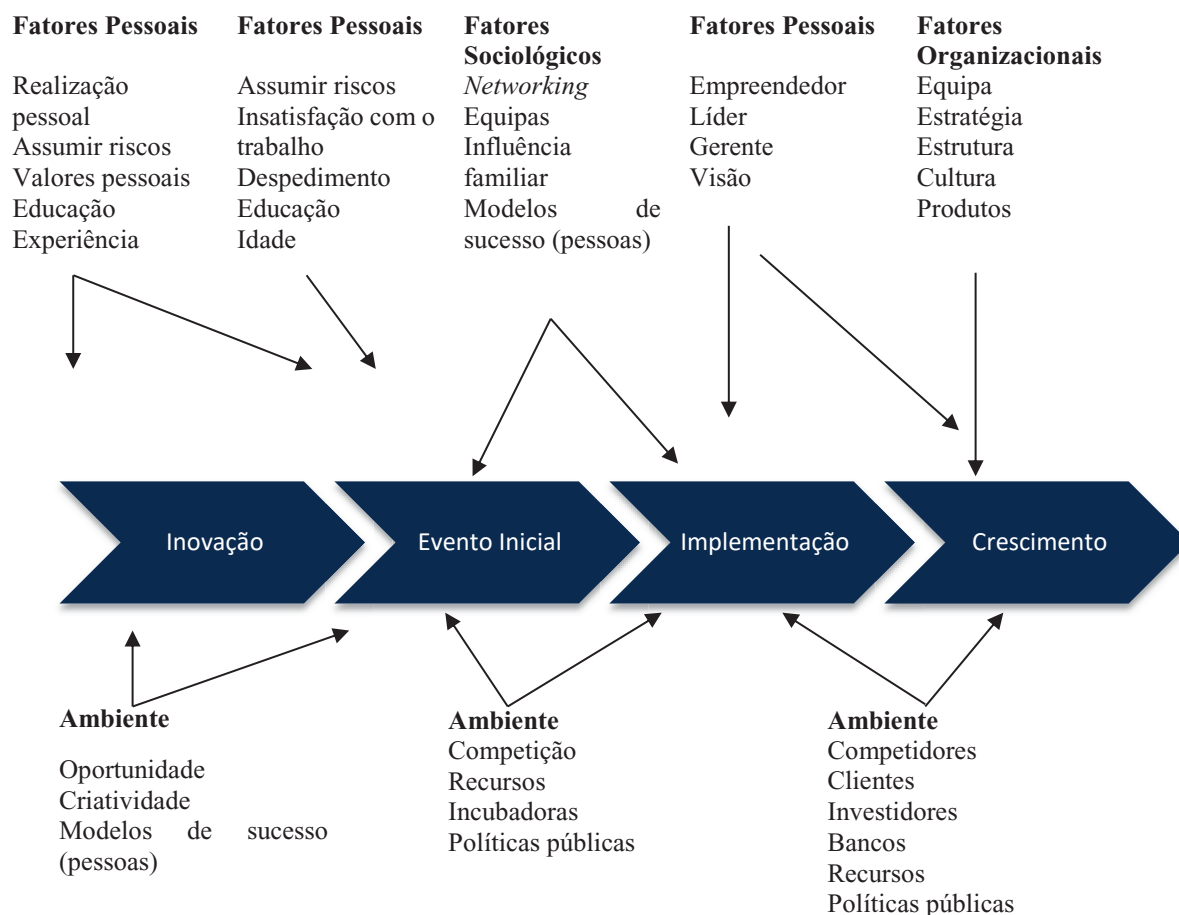 Fatores Pessoais
Realização
pessoal
Assumir riscos
Valores pessoais
Educação
Experiência
Fatores Pessoais
Assumir riscos
Insatisfação com o
trabalho
Despedimento
Educação
Idade
Fatores
Sociológicos
Networking
Equipas
Influência
familiar
Modelos de
sucesso (pessoas)
Fatores Pessoais
Empreendedor
Líder
Gerente
Visão
Fatores
Organizacionais
Equipa
Estratégia
Estrutura
Cultura
Produtos
Inovação
Evento Inicial
Implementação
Crescimento
Ambiente
Oportunidade
Criatividade
Modelos de sucesso
(pessoas)
Ambiente
Competição
Recursos
Incubadoras
Políticas públicas
Ambiente
Competidores
Clientes
Investidores
Bancos
Recursos
Políticas públicas